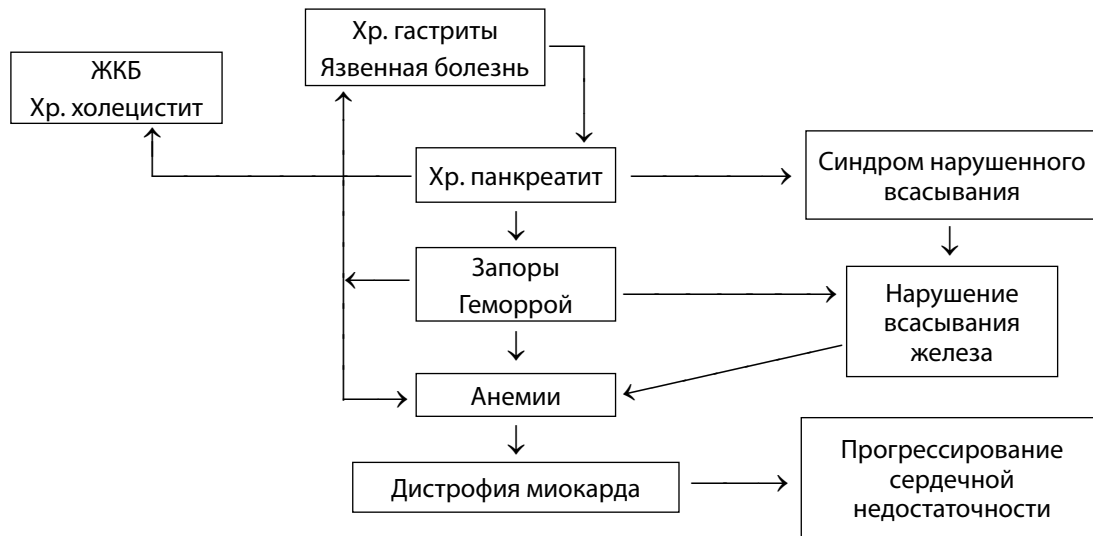 Хр. гастриты
Язвенная болезнь
ЖКБ
Хр. холецистит
Хр. панкреатит
Синдром нарушенного
всасывания
Запоры
Геморрой
Нарушение
всасывания
железа
Анемии
Дистрофия миокарда
Прогрессирование
сердечной
недостаточности